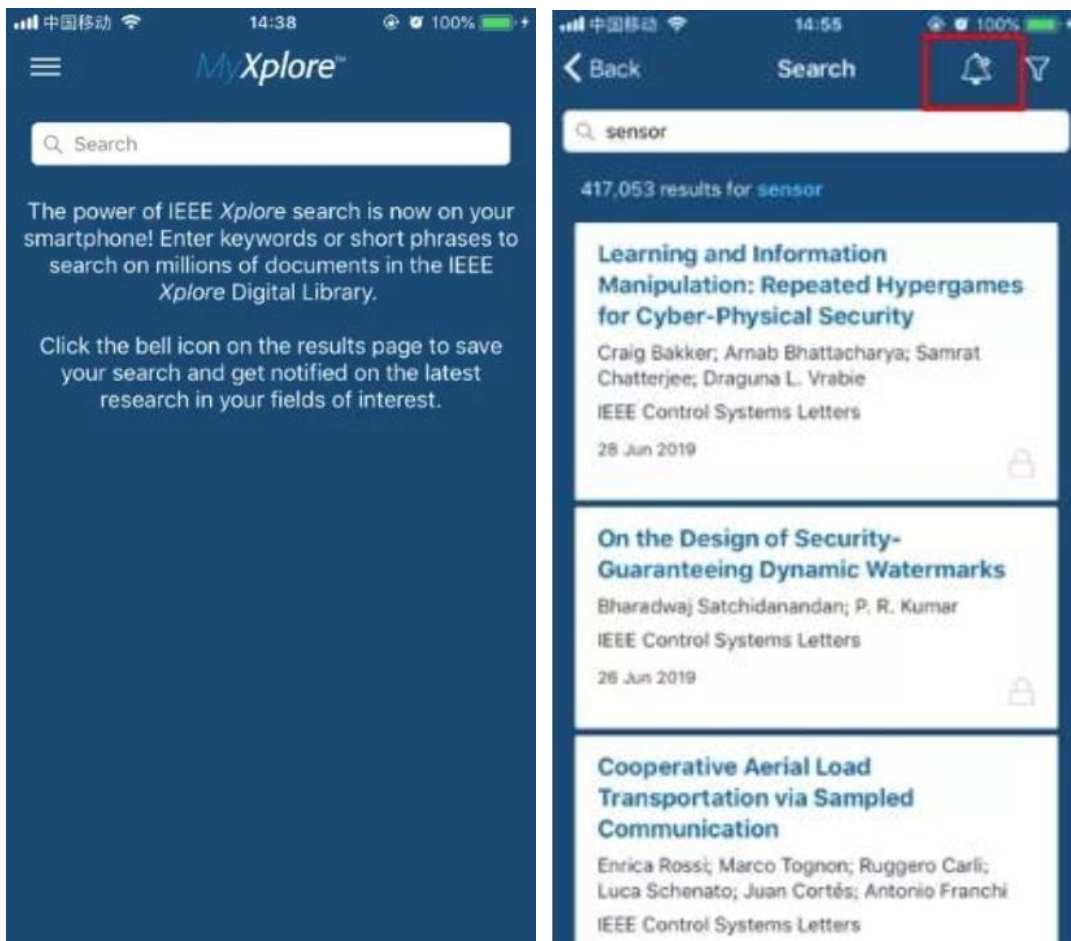 中国移动 14:38 100%
MyXplore™
Search
The power of IEEE Xplore search is now on your
smartphone! Enter keywords or short phrases to
search on millions of documents in the IEEE
Xplore Digital Library.
Click the bell icon on the results page to save
your search and get notified on the latest
research in your fields of interest.
中国移动 14:55 100%
Back Search
sensor
417,053 results for sensor
Learning and Information
Manipulation: Repeated Hypergames
for Cyber-Physical Security
Craig Bakker; Arnab Bhattacharya; Samrat
Chatterjee; Draguna L. Vrabie
IEEE Control Systems Letters
28 Jun 2019
On the Design of Security-
Guaranteeing Dynamic Watermarks
Bharadwaj Satchidanandan; P. R. Kumar
IEEE Control Systems Letters
26 Jun 2019
Cooperative Aerial Load
Transportation via Sampled
Communication
Enrica Rossi; Marco Tognon; Ruggero Carli;
Luca Schenato; Juan Cortés; Antonio Franchi
IEEE Control Systems Letters